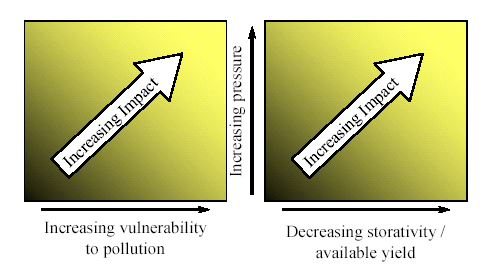 Increasing Impact
Increasing vulnerability
to pollution
Increasing pressure
Increasing Impact
Decreasing storativity /
available yield